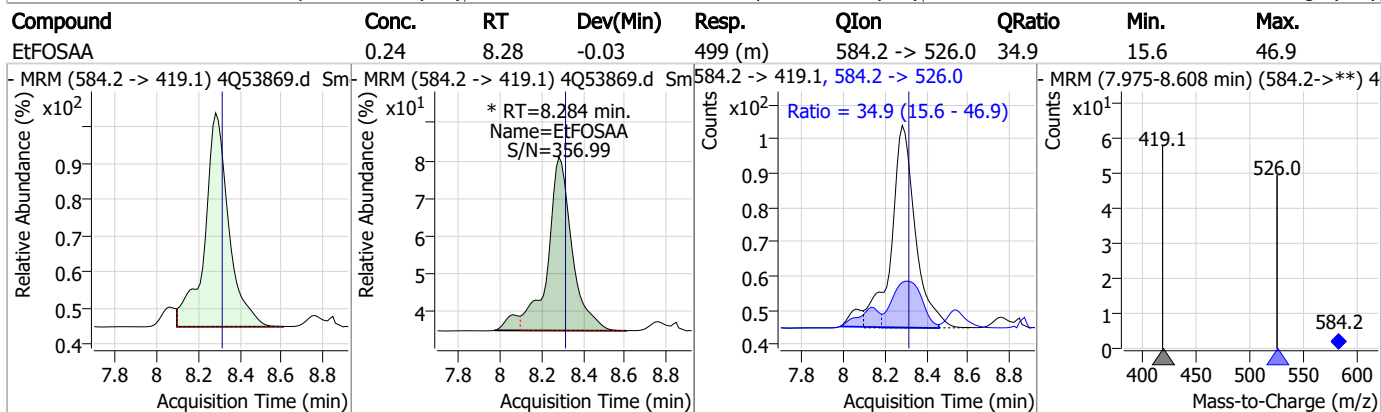 Compound Conc. RT Dev(Min) Resp. QIon QRatio Min. Max.
EtFOSAA 0.24 8.28 -0.03 499 (m) 584.2 -> 526.0 34.9 15.6 46.9
- MRM (584.2 -> 419.1) 4Q53869.d Sm
Relative Abundance (%)
x10²
0.9
0.8
0.7
0.6
0.5
0.4
7.8 8 8.2 8.4 8.6 8.8
Acquisition Time (min)
- MRM (584.2 -> 419.1) 4Q53869.d Sm
Relative Abundance (%)
x10¹
* RT=8.284 min.
Name=EtFOSAA
S/N=356.99
8
7
6
5
4
7.8 8 8.2 8.4 8.6 8.8
Acquisition Time (min)
584.2 -> 419.1, 584.2 -> 526.0
Counts
x10²
Ratio = 34.9 (15.6 - 46.9)
1
0.9
0.8
0.7
0.6
0.5
0.4
7.8 8 8.2 8.4 8.6 8.8
Acquisition Time (min)
- MRM (7.975-8.608 min) (584.2->**) 4
Counts
x10¹
6
5
4
3
2
1
0
419.1
526.0
584.2
400 450 500 550 600
Mass-to-Charge (m/z)